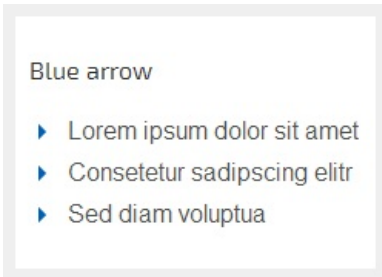 Blue arrow
Lorem ipsum dolor sit amet
Consetetur sadipscing elitr
Sed diam voluptua